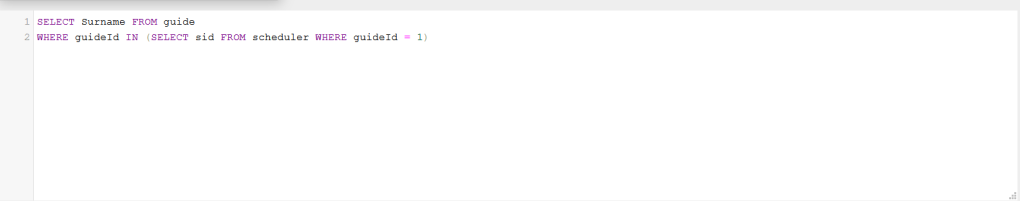 1 SELECT Surname FROM guide
2 WHERE guideId IN (SELECT sid FROM scheduler WHERE guideId = 1)